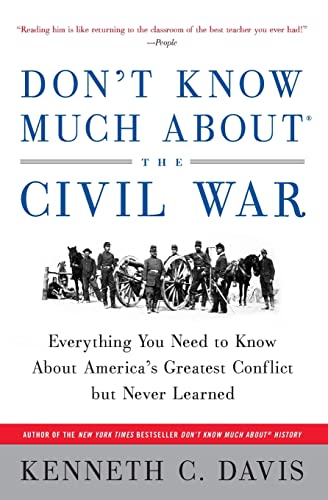 “Reading him is like returning to the classroom of the best teacher you ever had!”
—People
DON'T KNOW
MUCH ABOUT®
THE
CIVIL WAR
Everything You Need to Know
About America's Greatest Conflict
but Never Learned
AUTHOR OF THE NEW YORK TIMES BESTSELLER DON'T KNOW MUCH ABOUT® HISTORY
KENNETH C. DAVIS